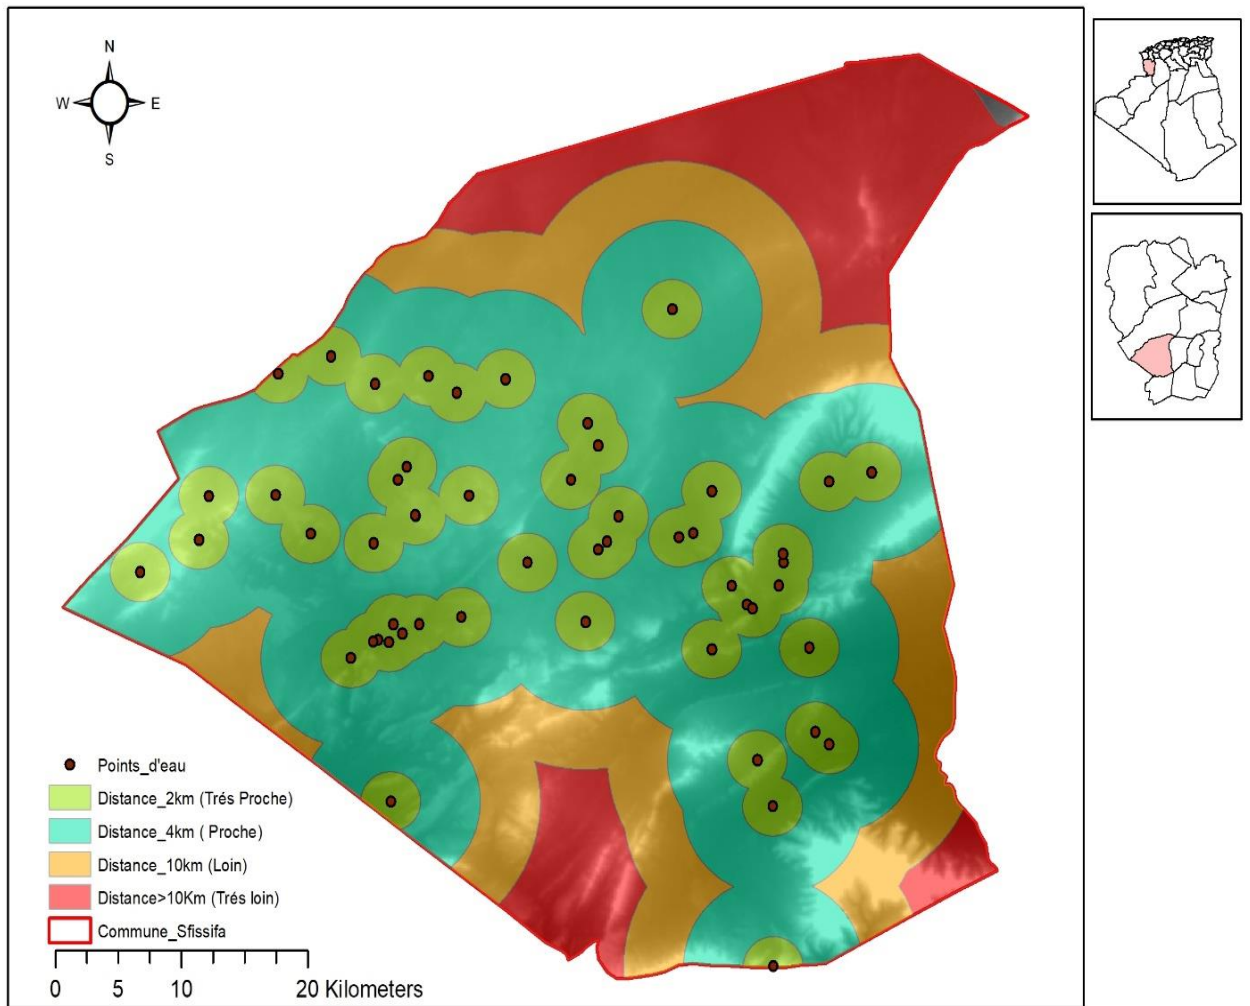 N
W E
S
Points_d'eau
Distance_2km (Trés Proche)
Distance_4km ( Proche)
Distance_10km (Loin)
Distance>10Km (Trés loin)
Commune_Sfissifa
0 5 10 20 Kilometers